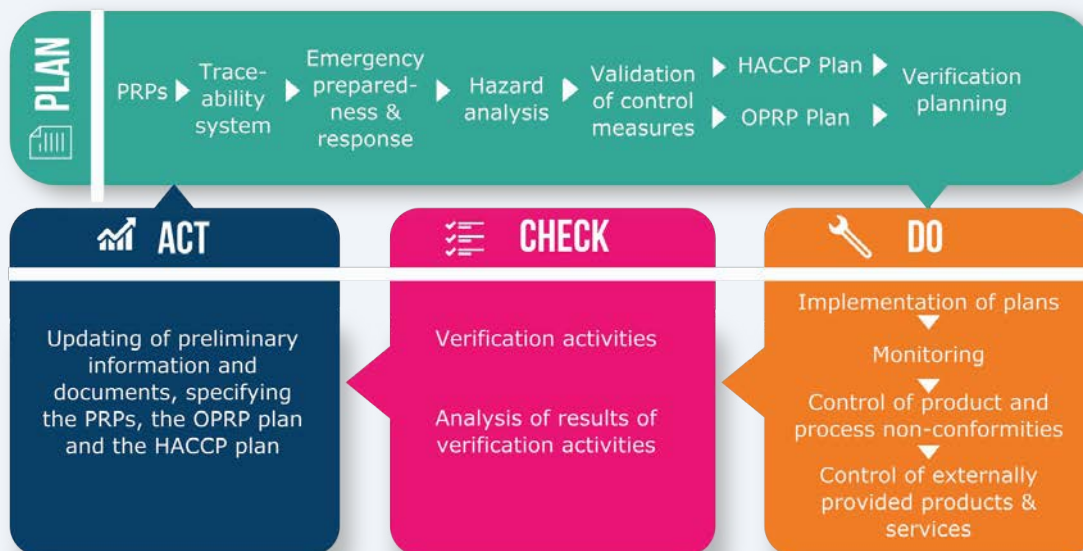 PLAN
PRPs
Trace-
ability
system
Emergency
prepared-
ness &
response
Hazard
analysis
Validation
of control
measures
HACCP Plan
OPRP Plan
Verification
planning
ACT
Updating of preliminary
information and
documents, specifying
the PRPs, the OPRP plan
and the HACCP plan
CHECK
Verification activities
Analysis of results of
verification activities
DO
Implementation of plans
Monitoring
Control of product and
process non-conformities
Control of externally
provided products &
services